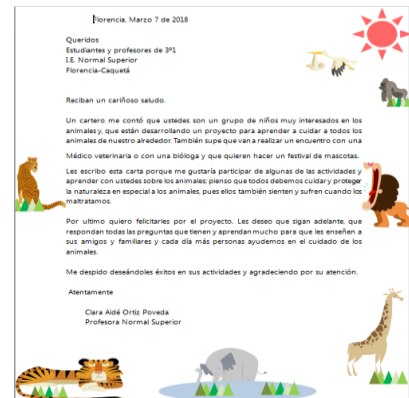 Florencia, Marzo 7 de 2018
Queridos
Estudiantes y profesores de 3º1
I.E. Normal Superior
Florencia-Caquetá
Reciban un cariñoso saludo.
Un cartero me contó que ustedes son un grupo de niños muy interesados en los
animales y, que están desarrollando un proyecto para aprender a cuidar a todos los
animales de nuestro alrededor. También supe que van a realizar un encuentro con una
Médico veterinaria o con una bióloga y que quieren hacer un festival de mascotas.
Les escribo esta carta porque me gustaría participar de algunas de las actividades y
aprender con ustedes sobre los animales; pienso que todos debemos cuidar y proteger
la naturaleza en especial a los animales, pues ellos también sienten y sufren cuando los
maltratamos.
Por ultimo quiero felicitarles por el proyecto. Les deseo que sigan adelante, que
respondan todas las preguntas que tienen y aprendan mucho para que les enseñen a
sus amigos y familiares y cada día más personas ayudemos en el cuidado de los
animales.
Me despido deseándoles éxitos en sus actividades y agradeciendo por su atención.
Atentamente
Clara Aidé Ortiz Poveda
Profesora Normal Superior